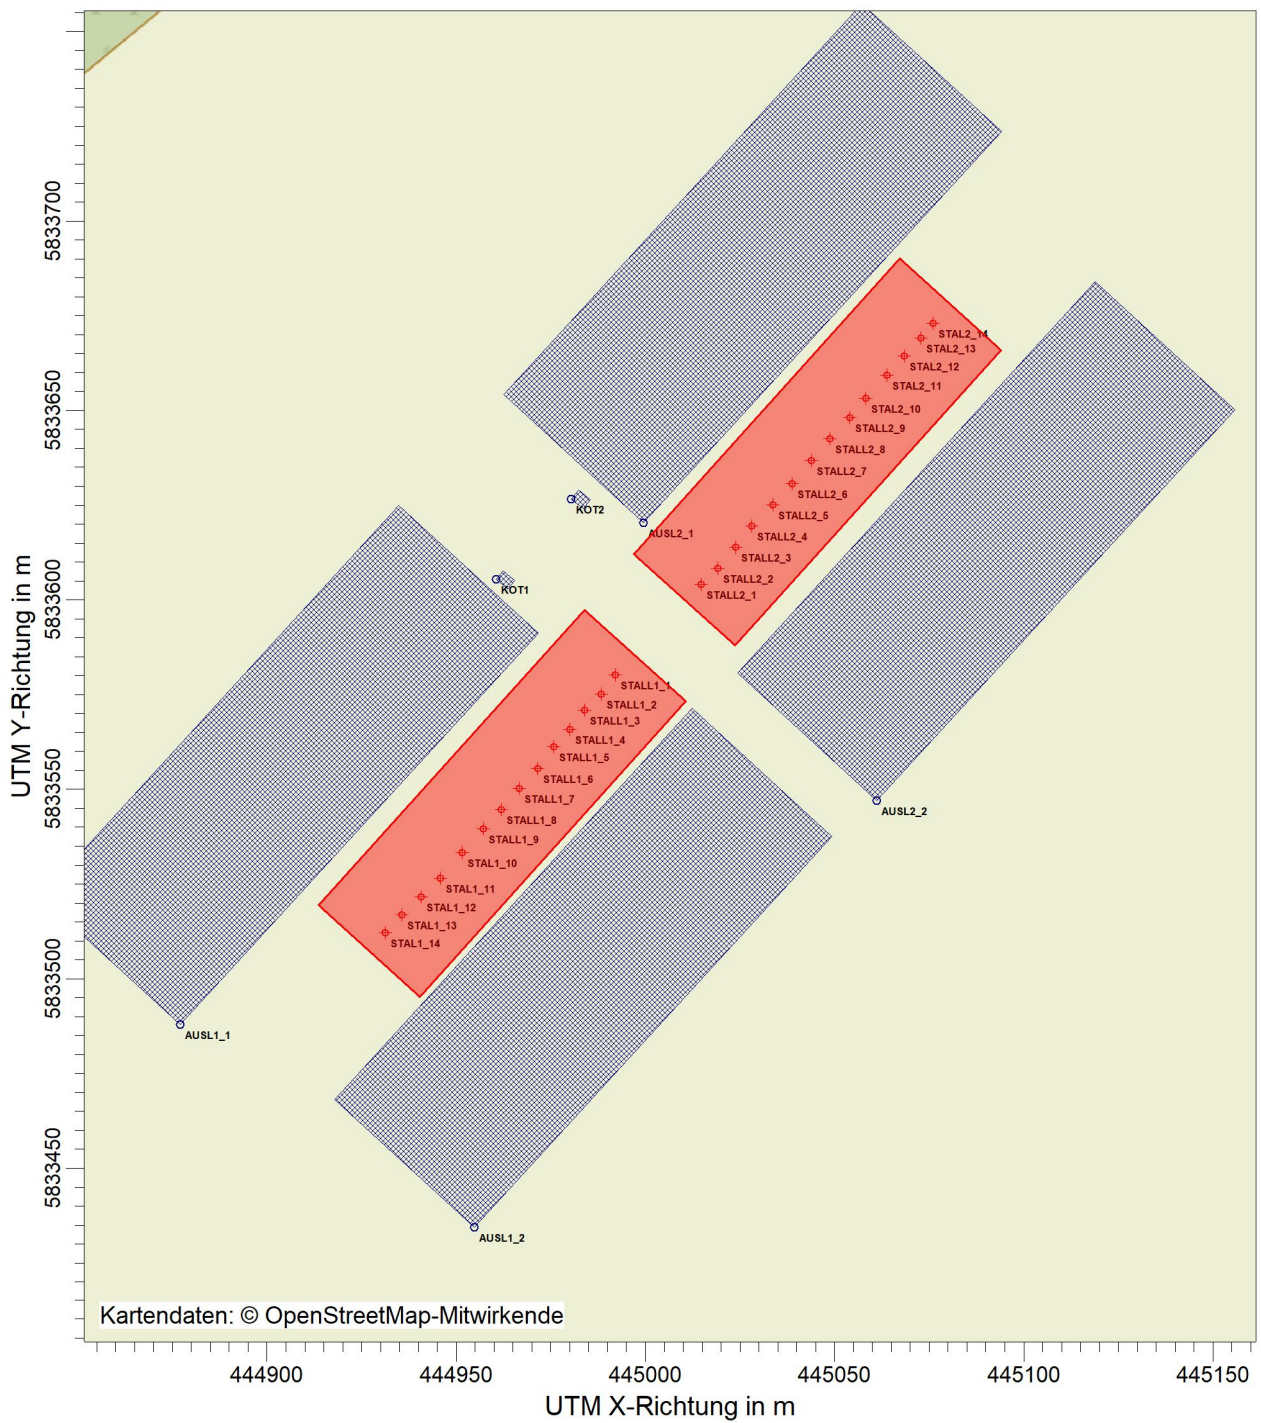 UTM Y-Richtung in m
5833700
5833650
5833600
5833550
5833500
5833450
STAL2_14
STAL2_13
STAL2_12
STAL2_11
STAL2_10
STALL2_9
STALL2_8
STALL2_7
STALL2_6
STALL2_5
STALL2_4
STALL2_3
STALL2_2
STALL2_1
KOT2
AUSL2_1
KOT1
STALL1_1
STALL1_2
STALL1_3
STALL1_4
STALL1_5
STALL1_6
STALL1_7
STALL1_8
STALL1_9
STAL1_10
STAL1_11
STAL1_12
STAL1_13
STAL1_14
AUSL2_2
AUSL1_1
AUSL1_2
Kartendaten: © OpenStreetMap-Mitwirkende
444900 444950 445000 445050 445100 445150
UTM X-Richtung in m